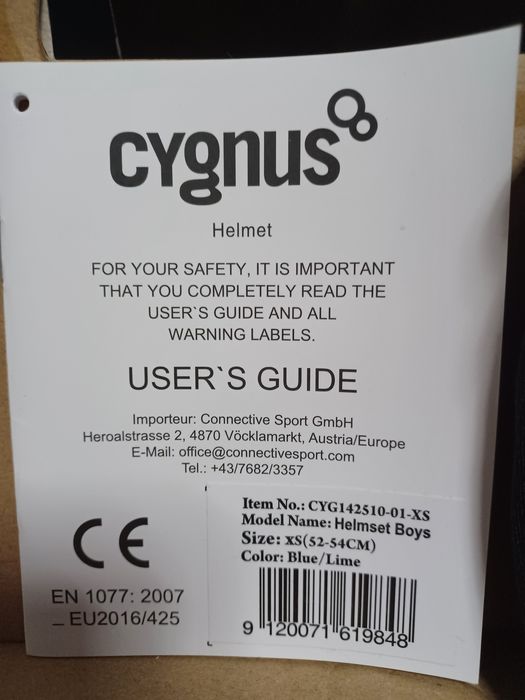 cygnus
Helmet
FOR YOUR SAFETY, IT IS IMPORTANT
THAT YOU COMPLETELY READ THE
USER`S GUIDE AND ALL
WARNING LABELS.
USER`S GUIDE
Importeur: Connective Sport GmbH
Heroalstrasse 2, 4870 Vöcklamarkt, Austria/Europe
E-Mail: office@connectivesport.com
Tel.: +43/7682/3357
CE
EN 1077: 2007
_ EU2016/425
Item No.: CYG142510-01-XS
Model Name: Helmset Boys
Size: XS(52-54CM)
Color: Blue/Lime
9 120071 619848